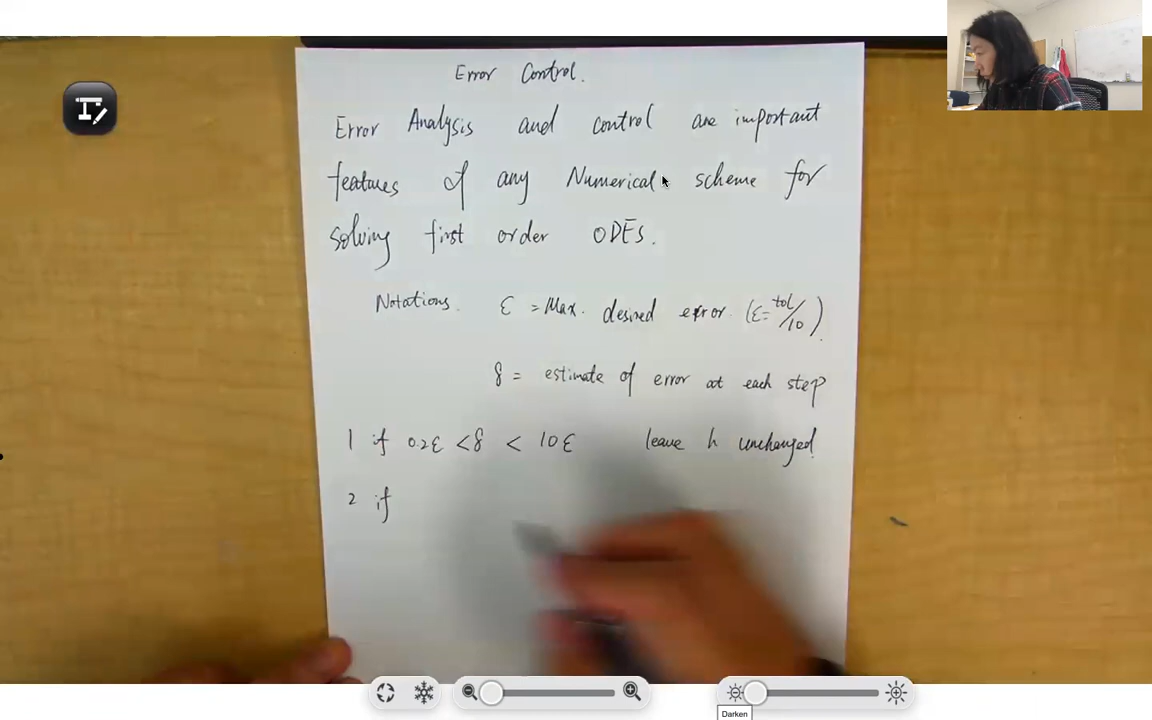 Error Control.
Error Analysis and control are important
features of any Numerical scheme for
solving first order ODEs.
Notations. ε = Max. desired error. (ε = tol/10).
δ = estimate of error at each step
1 if 0.2ε < δ < 10ε leave h unchanged.
2 if
Darken